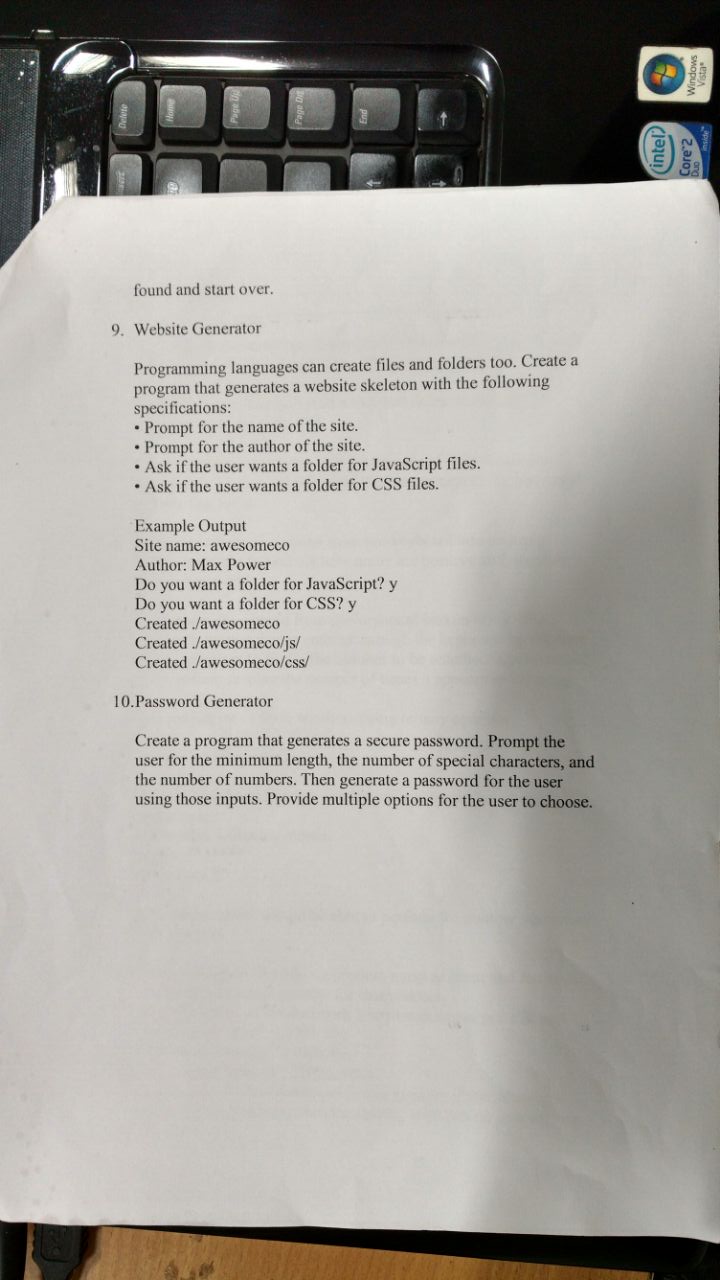 Delete
Home
Page Up
Page Dn
End
Windows
Vista
intel
Core 2
Duo
inside
found and start over.
9. Website Generator
Programming languages can create files and folders too. Create a
program that generates a website skeleton with the following
specifications:
• Prompt for the name of the site.
• Prompt for the author of the site.
• Ask if the user wants a folder for JavaScript files.
• Ask if the user wants a folder for CSS files.
Example Output
Site name: awesomeco
Author: Max Power
Do you want a folder for JavaScript? y
Do you want a folder for CSS? y
Created ./awesomeco
Created ./awesomeco/js/
Created ./awesomeco/css/
10.Password Generator
Create a program that generates a secure password. Prompt the
user for the minimum length, the number of special characters, and
the number of numbers. Then generate a password for the user
using those inputs. Provide multiple options for the user to choose.